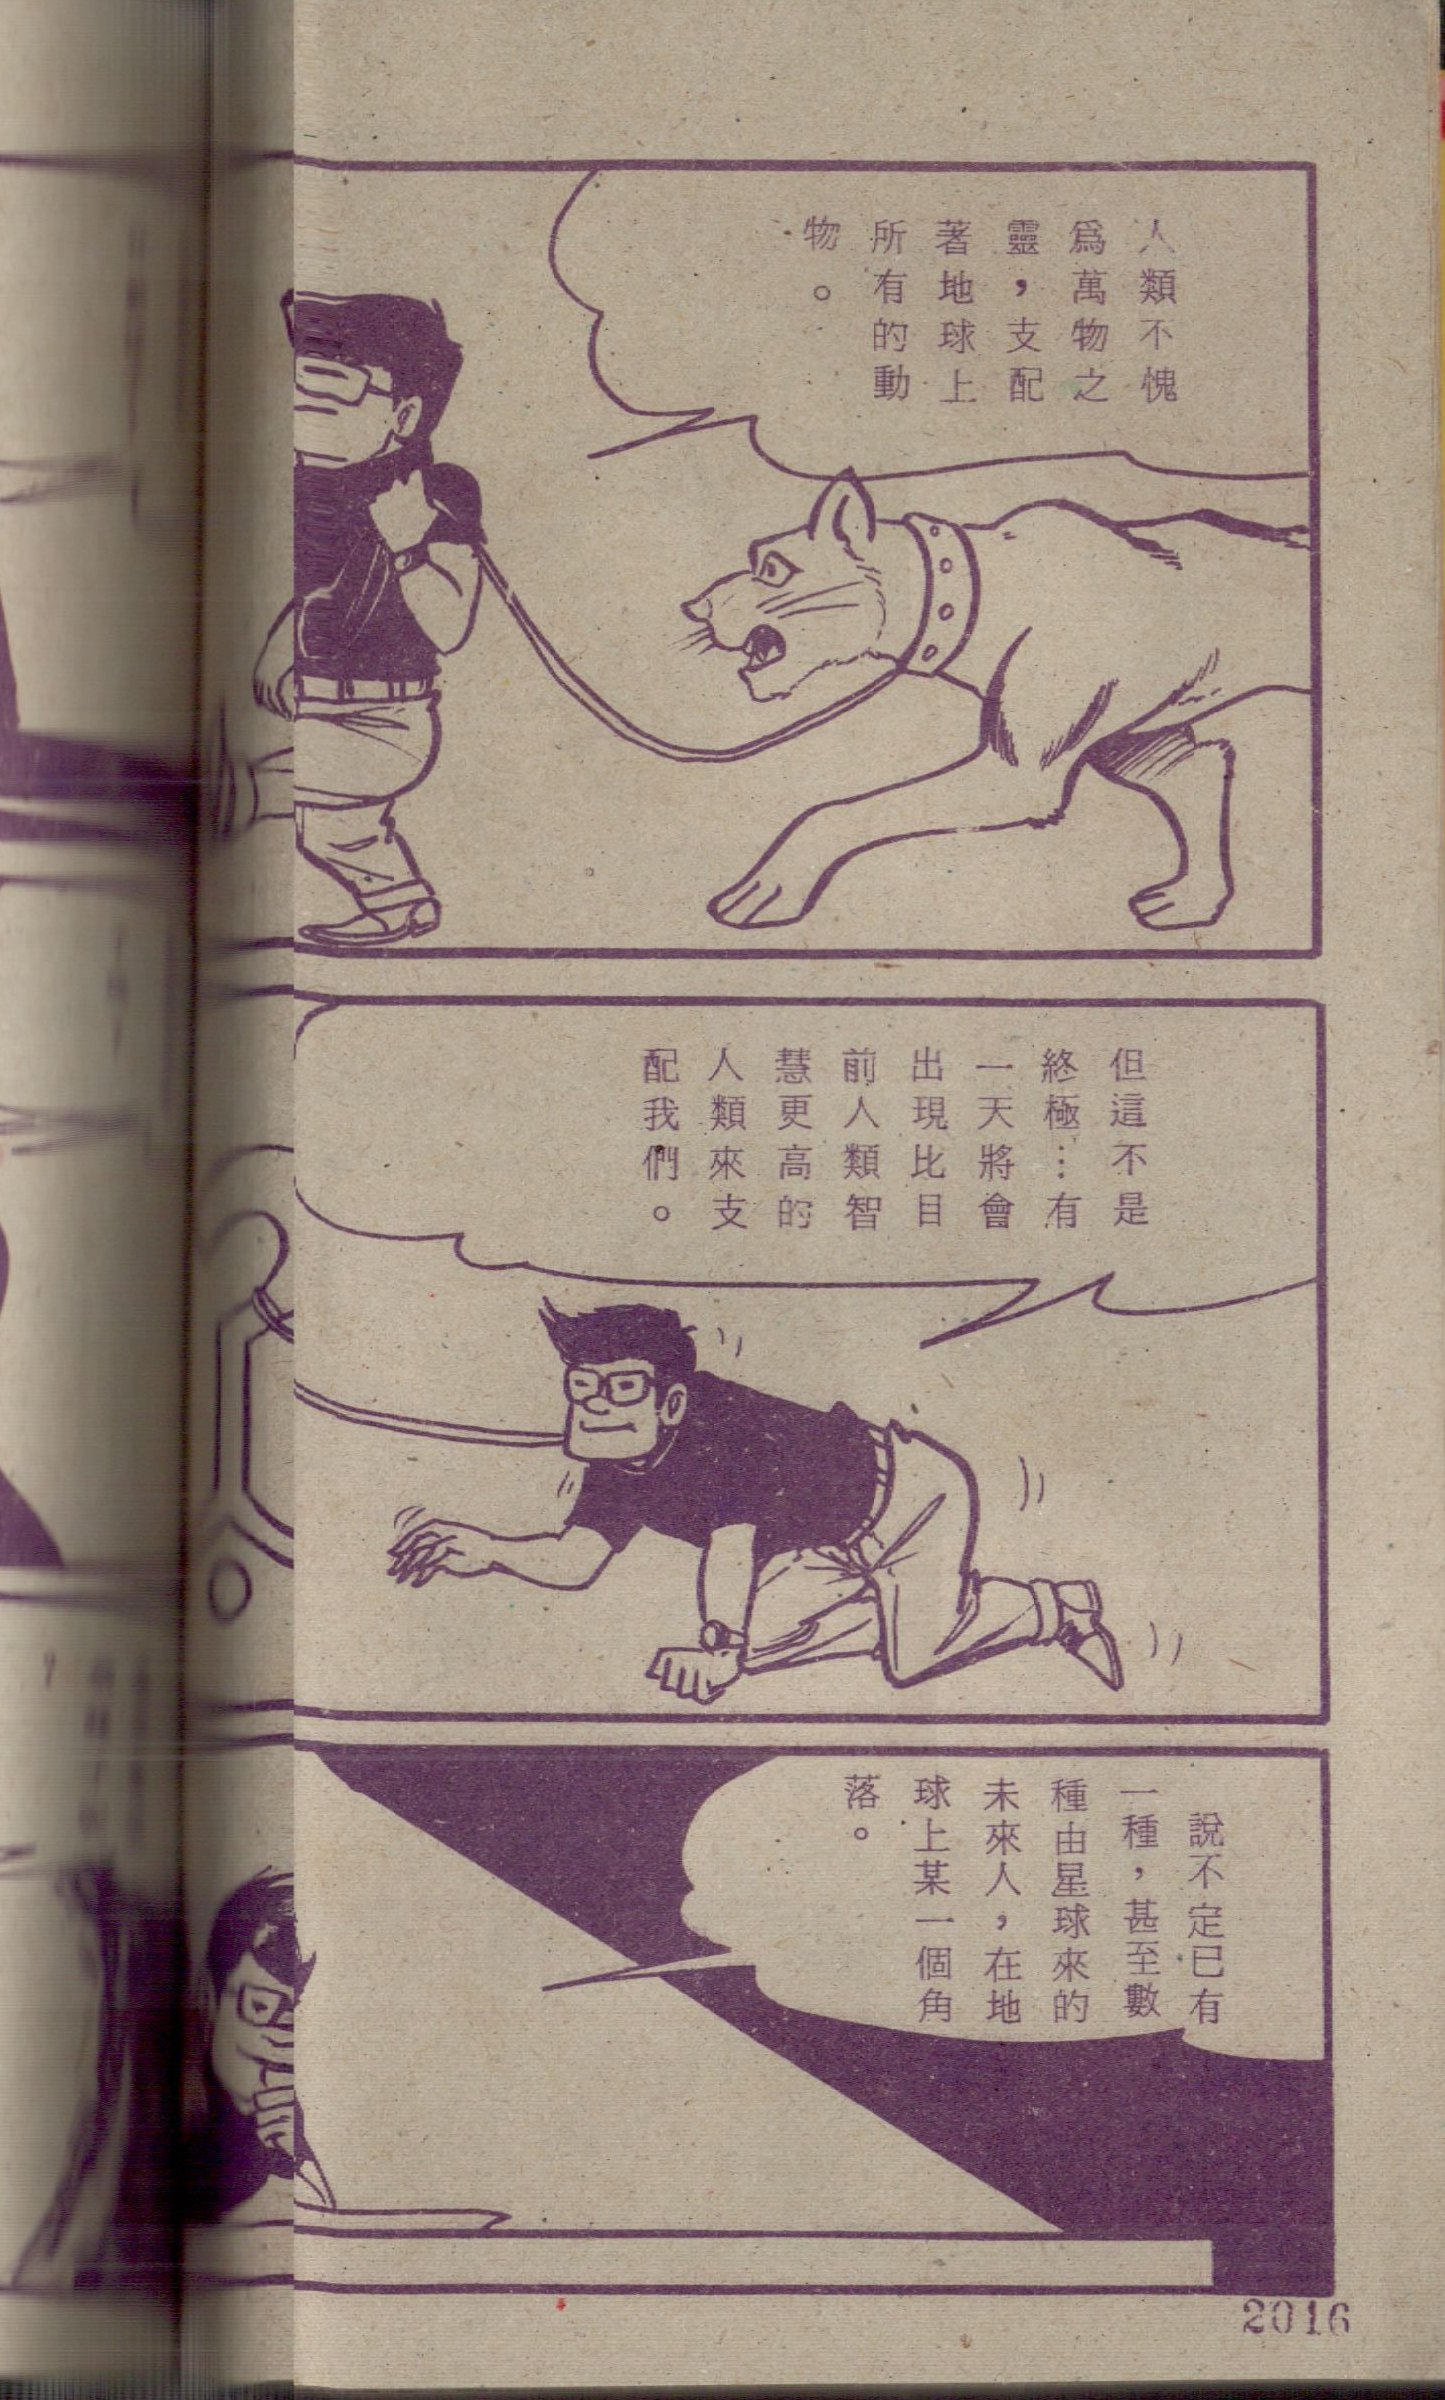 人類不愧
爲萬物之
靈，支配
著地球上
所有的動
物。
但這不是
終極…有
一天將會
出現比目
前人類智
慧更高的
人類來支
配我們。
說不定已有
一種，甚至數
種由星球來的
未來人，在地
球上某一個角
落。
2016